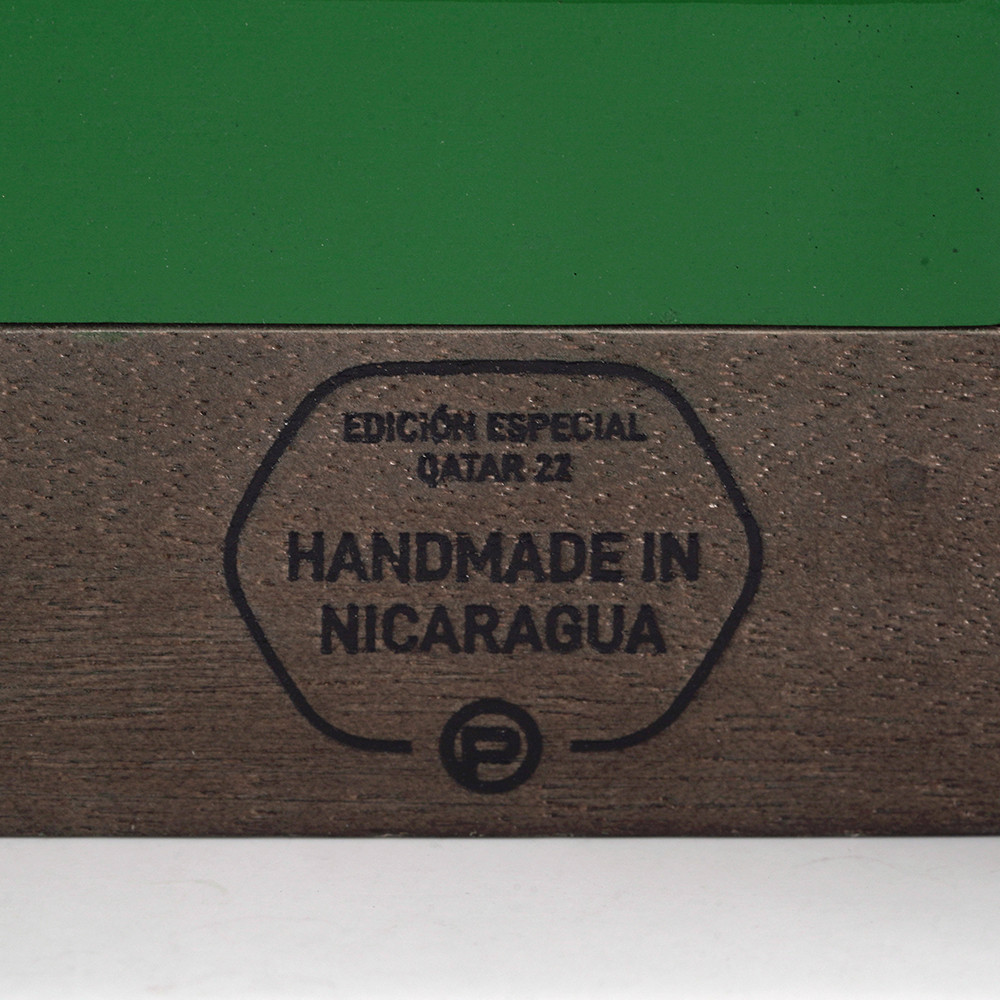 EDICIÓN ESPECIAL
QATAR 22
HANDMADE IN
NICARAGUA
P